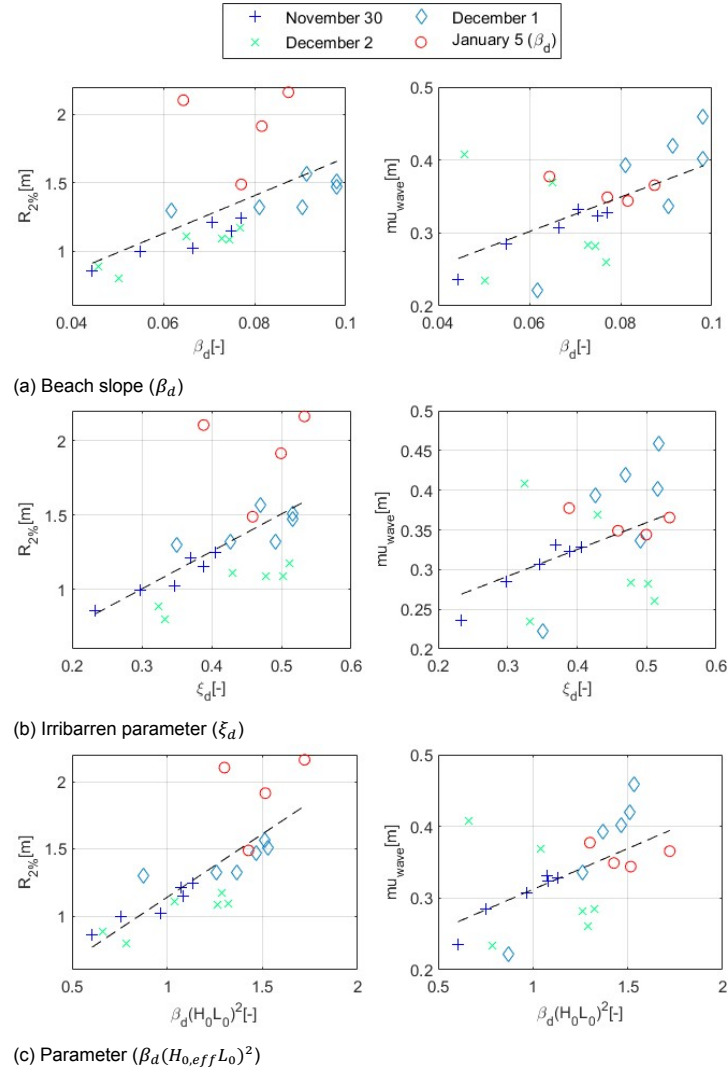 November 30
December 1
December 2
January 5 (β_d)
2
1.5
1
R_2%[m]
0.04
0.06
0.08
0.1
β_d[-]
0.5
0.4
0.3
0.2
mu_wave[m]
0.04
0.06
0.08
0.1
β_d[-]
(a) Beach slope (β_d)
2
1.5
1
R_2%[m]
0.2
0.3
0.4
0.5
0.6
ξ_d[-]
0.5
0.45
0.4
0.35
0.3
0.25
0.2
mu_wave[m]
0.2
0.3
0.4
0.5
0.6
ξ_d[-]
(b) Irribarren parameter (ξ_d)
2
1.5
1
R_2%[m]
0.5
1
1.5
2
β_d(H_0L_0)^2[-]
0.5
0.4
0.3
0.2
mu_wave[m]
0.5
1
1.5
2
β_d(H_0L_0)^2[-]
(c) Parameter (β_d(H_0,eff L_0)^2)